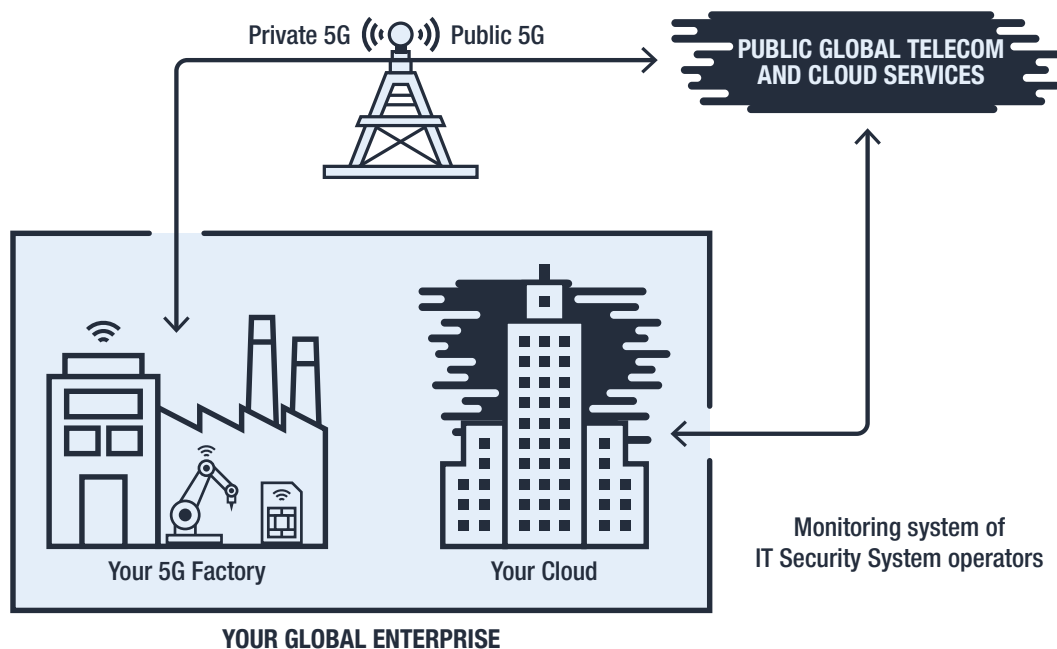 Private 5G
Public 5G
PUBLIC GLOBAL TELECOM
AND CLOUD SERVICES
Your 5G Factory
Your Cloud
Monitoring system of
IT Security System operators
YOUR GLOBAL ENTERPRISE